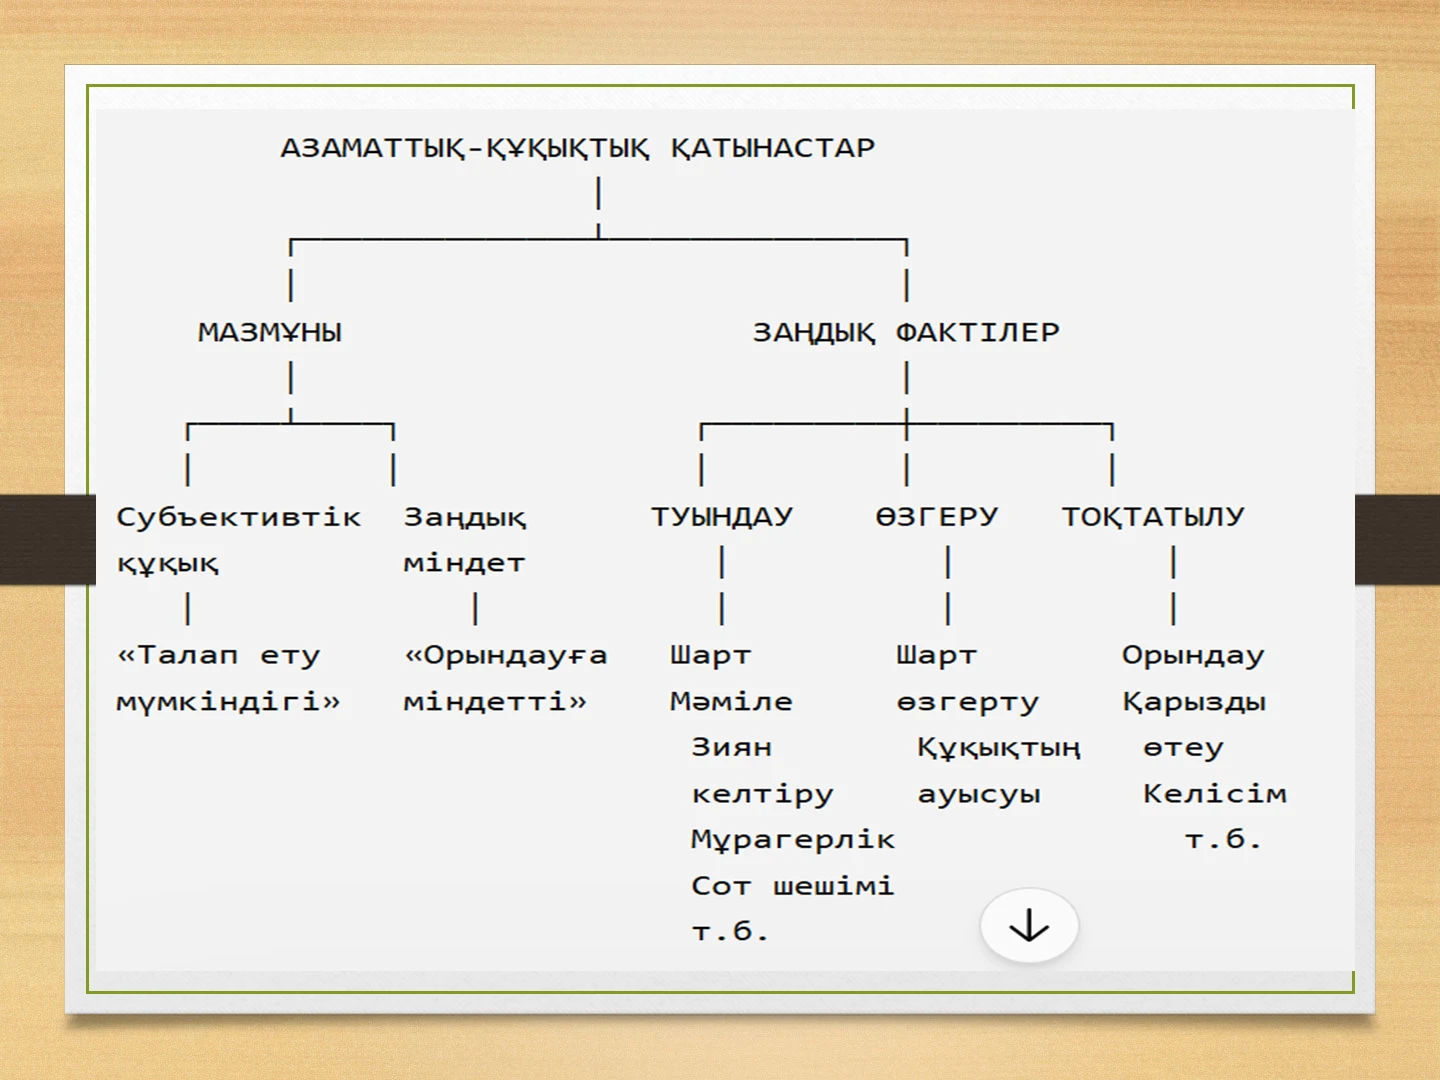 АЗАМАТТЫҚ-ҚҰҚЫҚТЫҚ ҚАТЫНАСТАР
МАЗМҰНЫ ЗАҢДЫҚ ФАКТІЛЕР
Субъективтік Заңдық ТУЫНДАУ ӨЗГЕРУ ТОҚТАТЫЛУ
құқық міндет
«Талап ету «Орындауға Шарт Шарт Орындау
мүмкіндігі» міндетті» Мәміле өзгерту Қарызды
Зиян Құқықтың өтеу
келтіру ауысуы Келісім
Мұрагерлік т.б.
Сот шешімі
т.б.